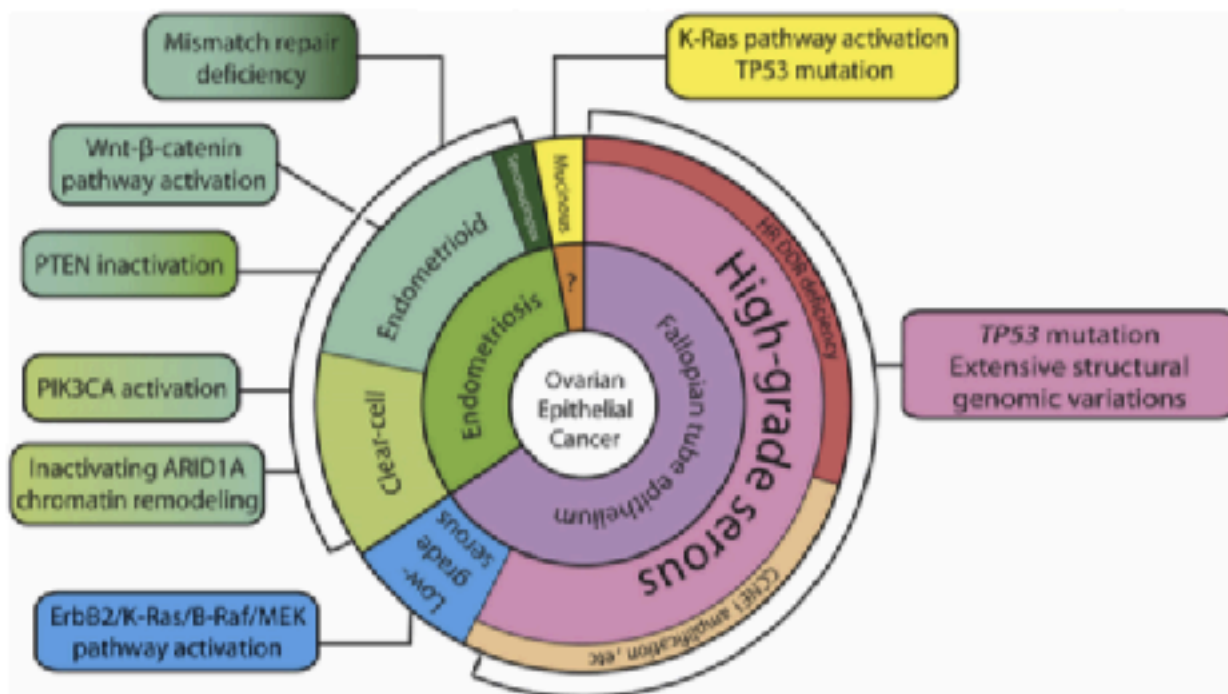 Mismatch repair
deficiency
K-Ras pathway activation
TP53 mutation
Wnt-β-catenin
pathway activation
PTEN inactivation
PIK3CA activation
Inactivating ARID1A
chromatin remodeling
ErbB2/K-Ras/B-Raf/MEK
pathway activation
TP53 mutation
Extensive structural
genomic variations
Ovarian
Epithelial
Cancer
Endometriosis
?
Fallopian tube epithelium
Endometrioid
Mucinous
Clear-cell
Low-
grade
serous
High-grade serous
HR DDR deficiency
CCNE1 amplification, etc